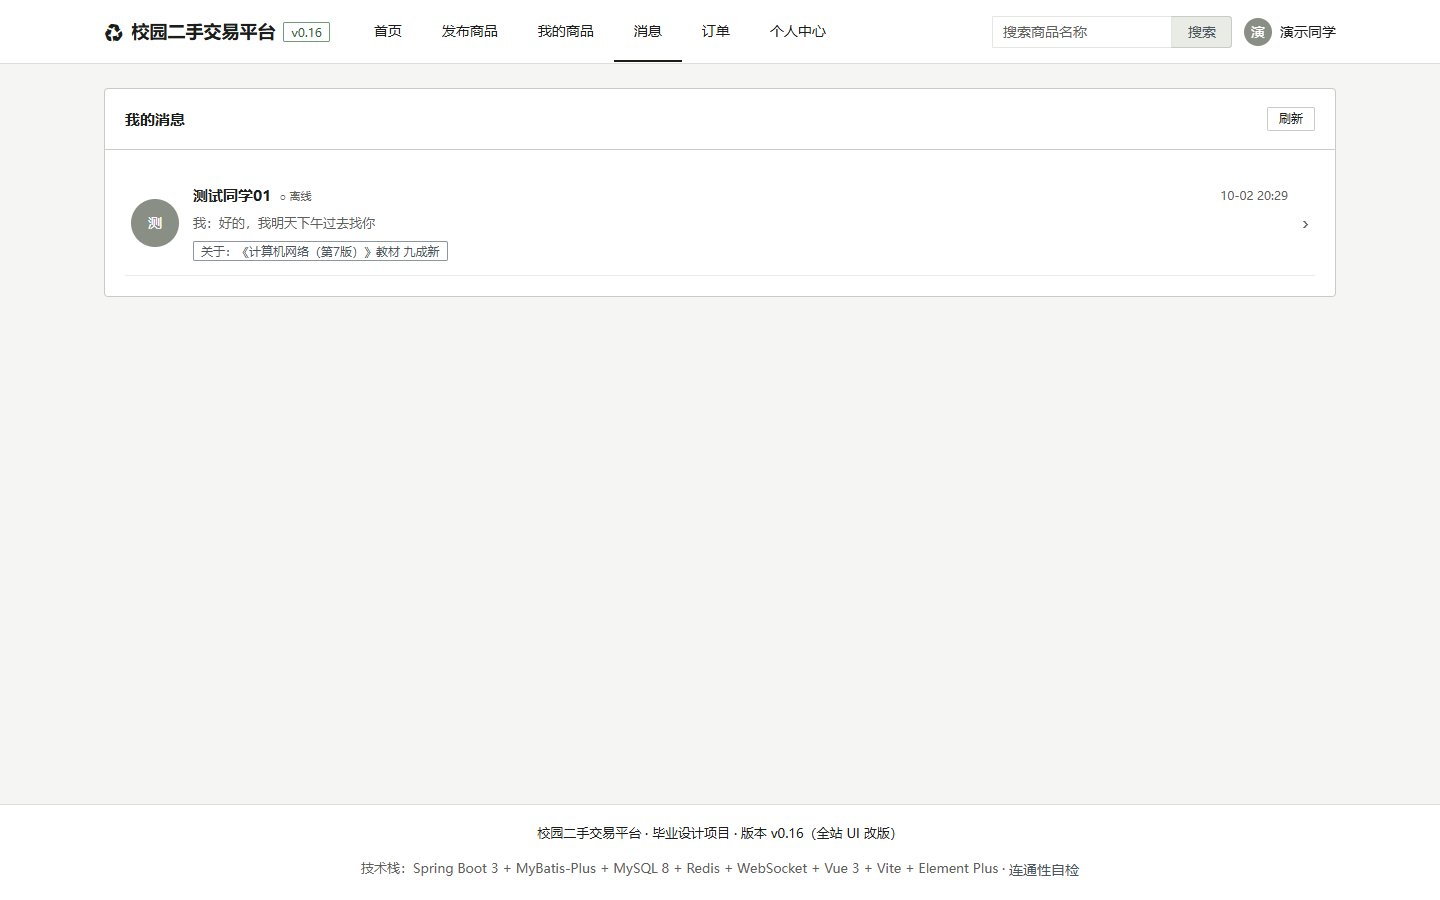 校园二手交易平台 v0.16 首页 发布商品 我的商品 消息 订单 个人中心 搜索商品名称 搜索 演 演示同学
我的消息 刷新
测试同学01 离线 10-02 20:29
测 我：好的，我明天下午过去找你
关于：《计算机网络（第7版）》教材 九成新
校园二手交易平台 · 毕业设计项目 · 版本 v0.16（全站 UI 改版）
技术栈：Spring Boot 3 + MyBatis-Plus + MySQL 8 + Redis + WebSocket + Vue 3 + Vite + Element Plus · 连通性自检